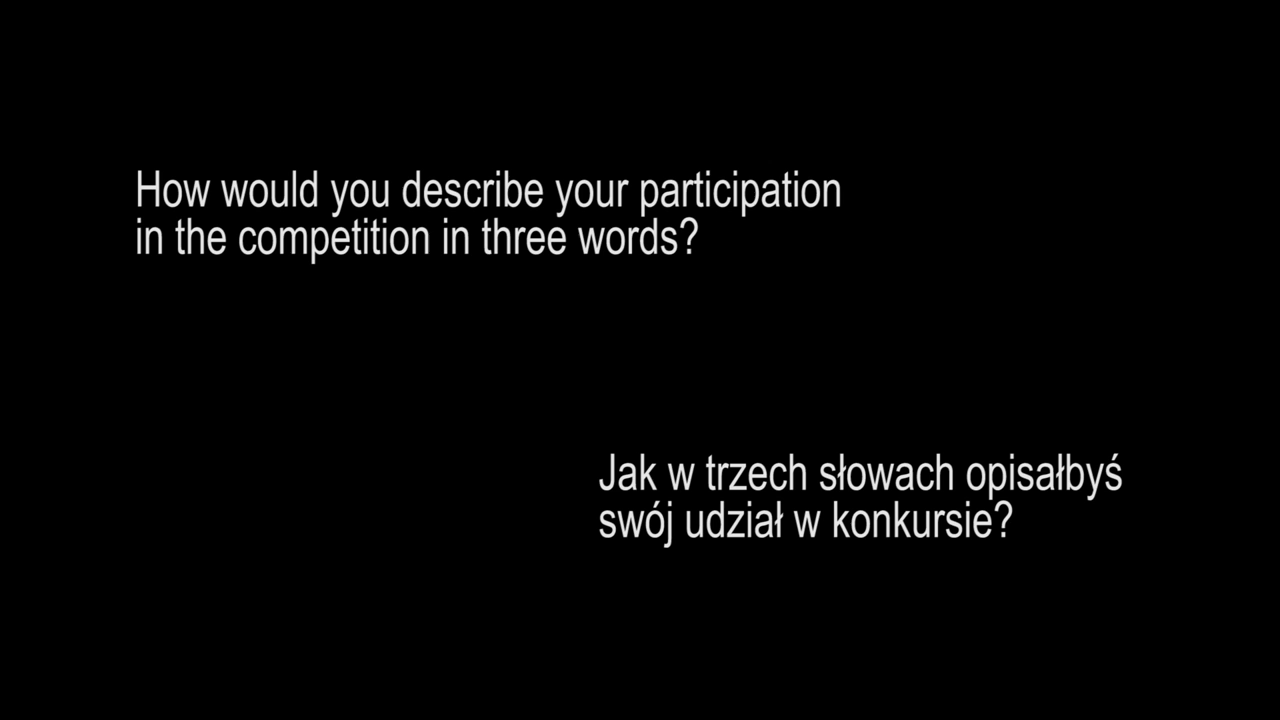 How would you describe your participation
in the competition in three words?
Jak w trzech słowach opisałbyś
swój udział w konkursie?